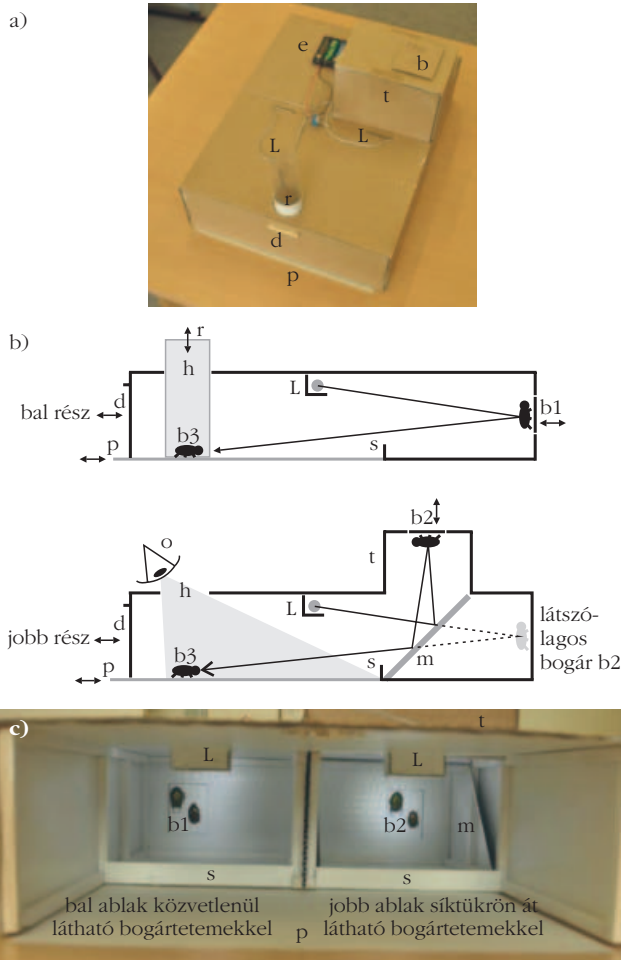 a)
e
b
t
L
L
r
d
p
b)
r
h
L
d
bal rész
b1
b3
s
p
b2
o
t
h
L
d
látszó-
lagos
bogár b2
jobb rész
b3
s
m
p
c)
t
L
L
b1
b2
m
s
s
bal ablak közvetlenül
látható bogártetemekkel
jobb ablak síktükrön át
látható bogártetemekkel
p